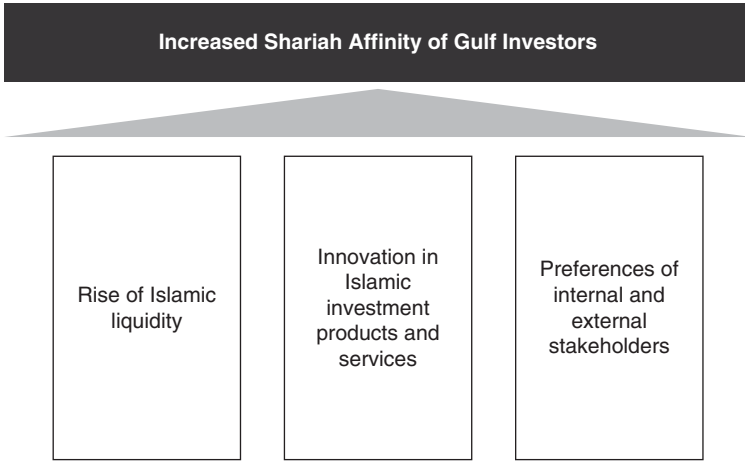 Increased Shariah Affinity of Gulf Investors
Rise of Islamic
liquidity
Innovation in
Islamic
investment
products and
services
Preferences of
internal and
external
stakeholders